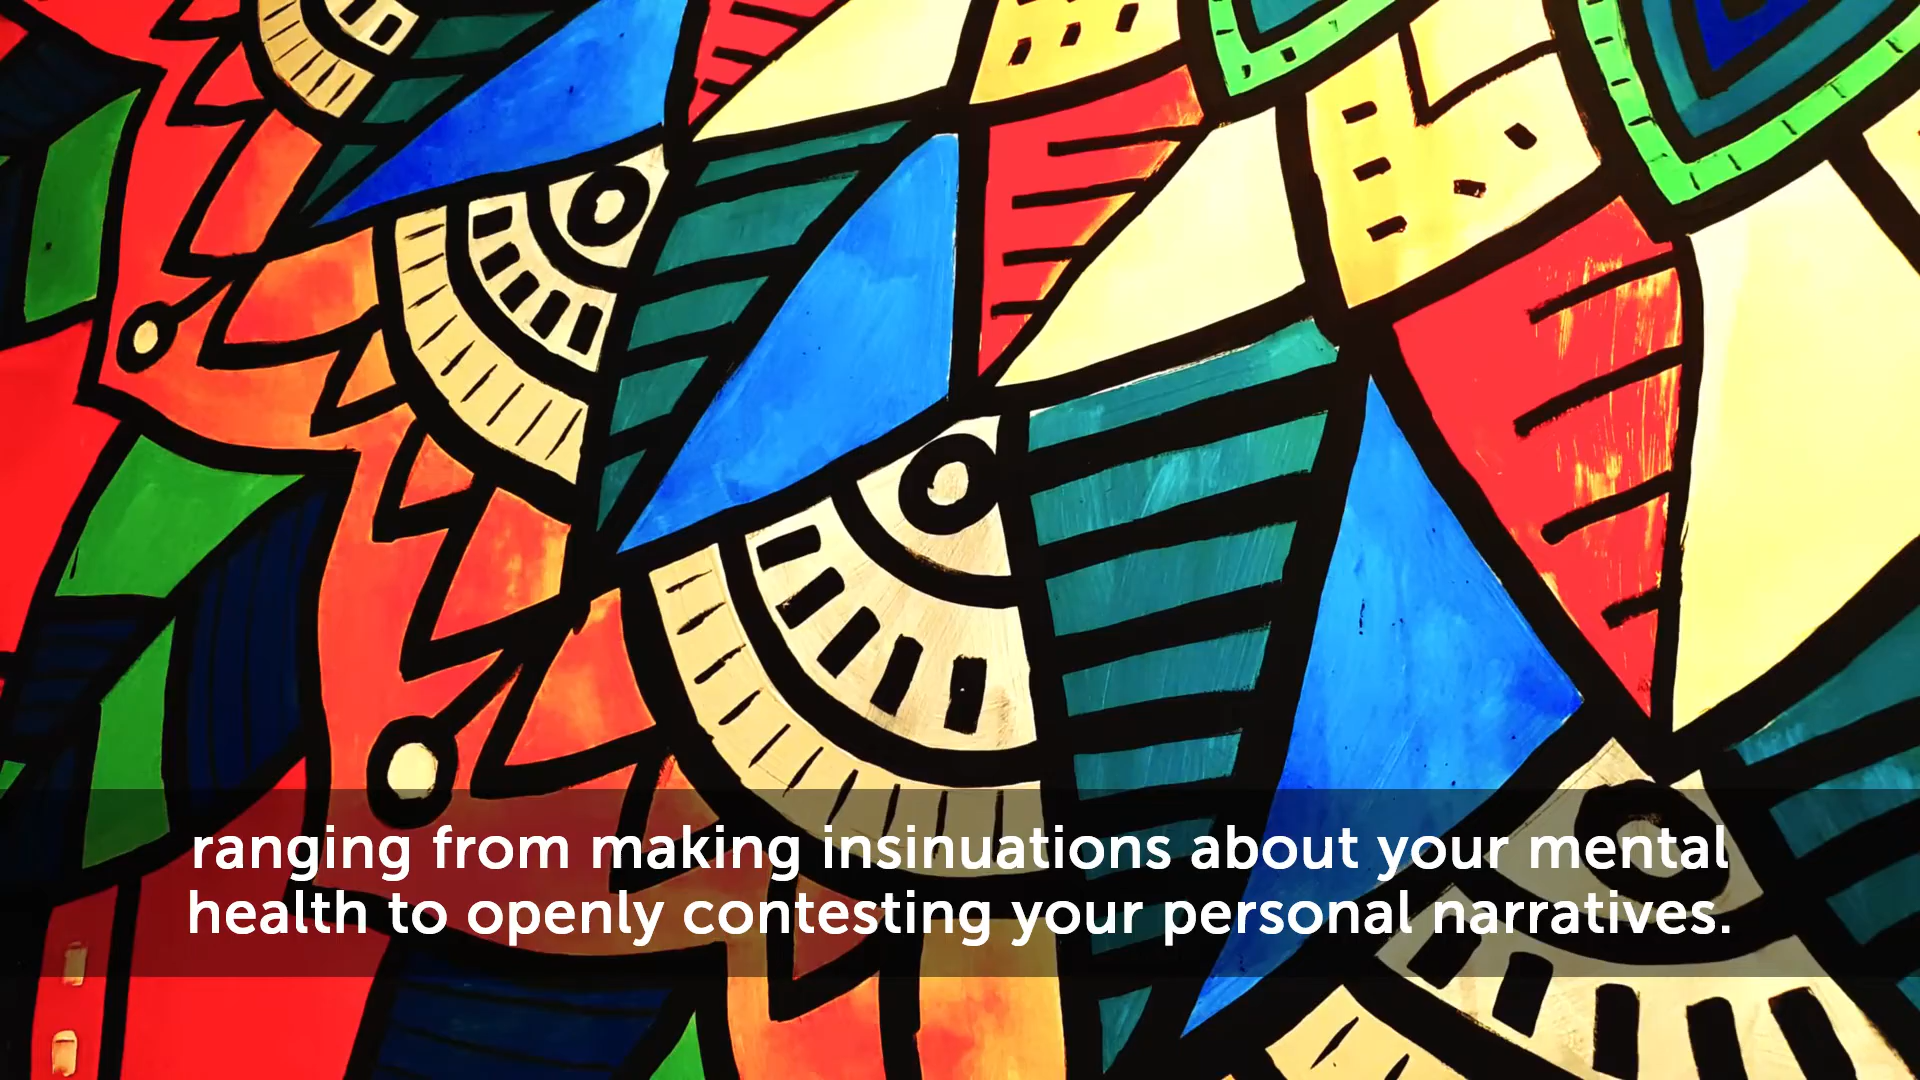 ranging from making insinuations about your mental
health to openly contesting your personal narratives.